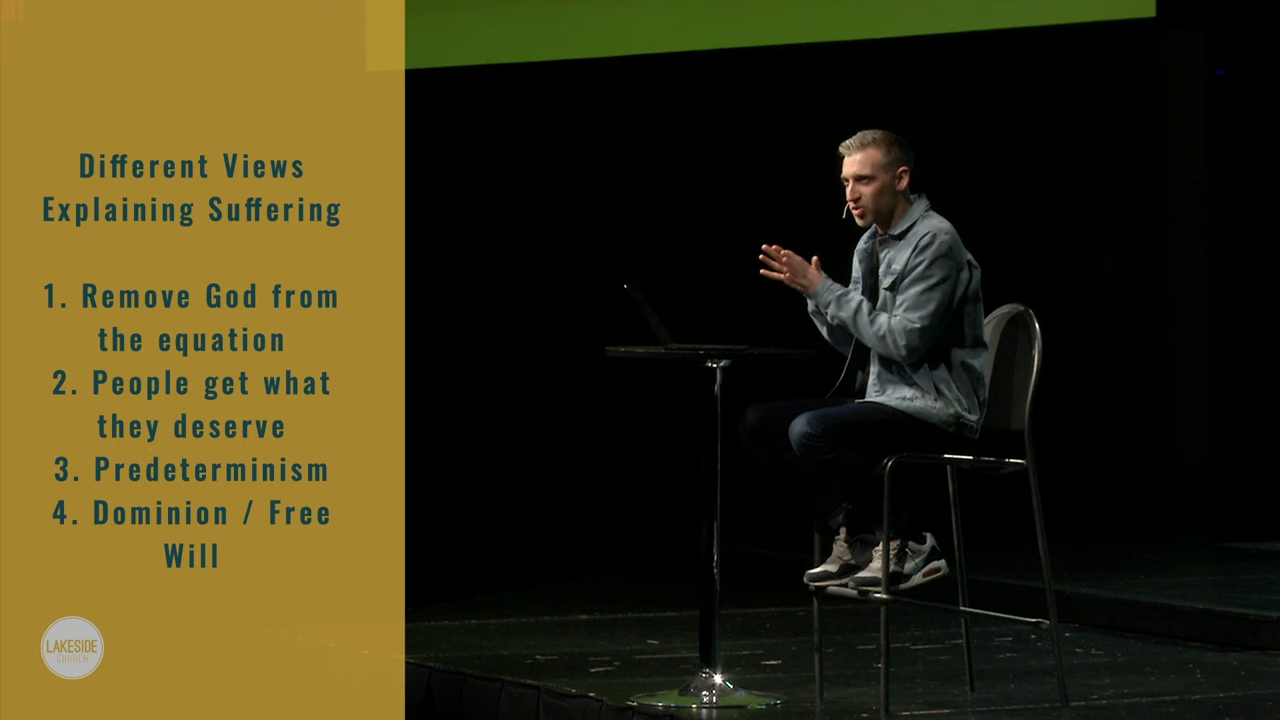 Different Views
Explaining Suffering
1. Remove God from
the equation
2. People get what
they deserve
3. Predeterminism
4. Dominion / Free
Will
LAKESIDE
CHURCH